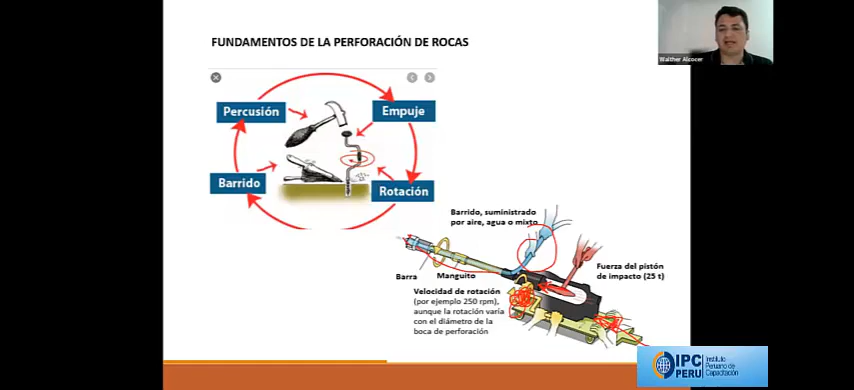 FUNDAMENTOS DE LA PERFORACIÓN DE ROCAS
Walther Alcocer
Percusión
Empuje
Barrido
Rotación
Barrido, suministrado
por aire, agua o mixto
Fuerza del pistón
de impacto (25 t)
Barra
Manguito
Velocidad de rotación
(por ejemplo 250 rpm),
aunque la rotación varia
con el diámetro de la
boca de perforación
IPC
PERU
Instituto
Peruano de
Capacitación